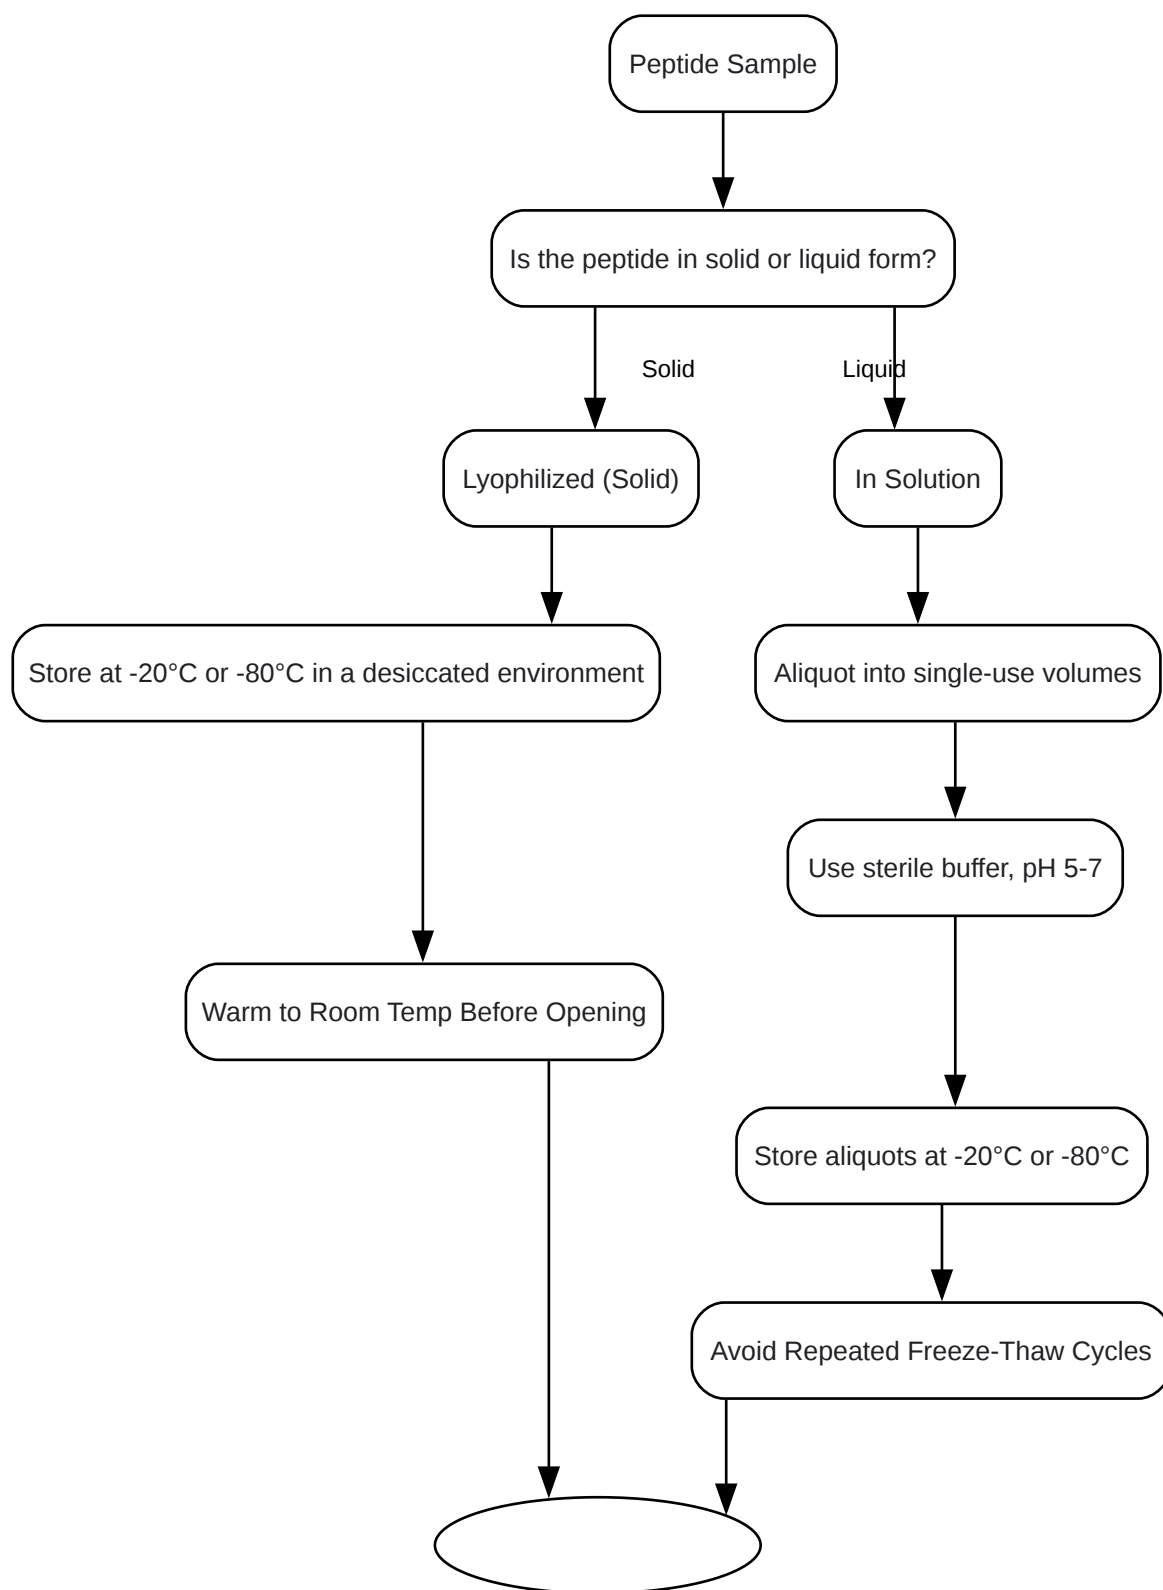 Peptide Sample
Is the peptide in solid or liquid form?
Solid
Liquid
Lyophilized (Solid)
In Solution
Store at -20°C or -80°C in a desiccated environment
Aliquot into single-use volumes
Use sterile buffer, pH 5-7
Warm to Room Temp Before Opening
Store aliquots at -20°C or -80°C
Avoid Repeated Freeze-Thaw Cycles